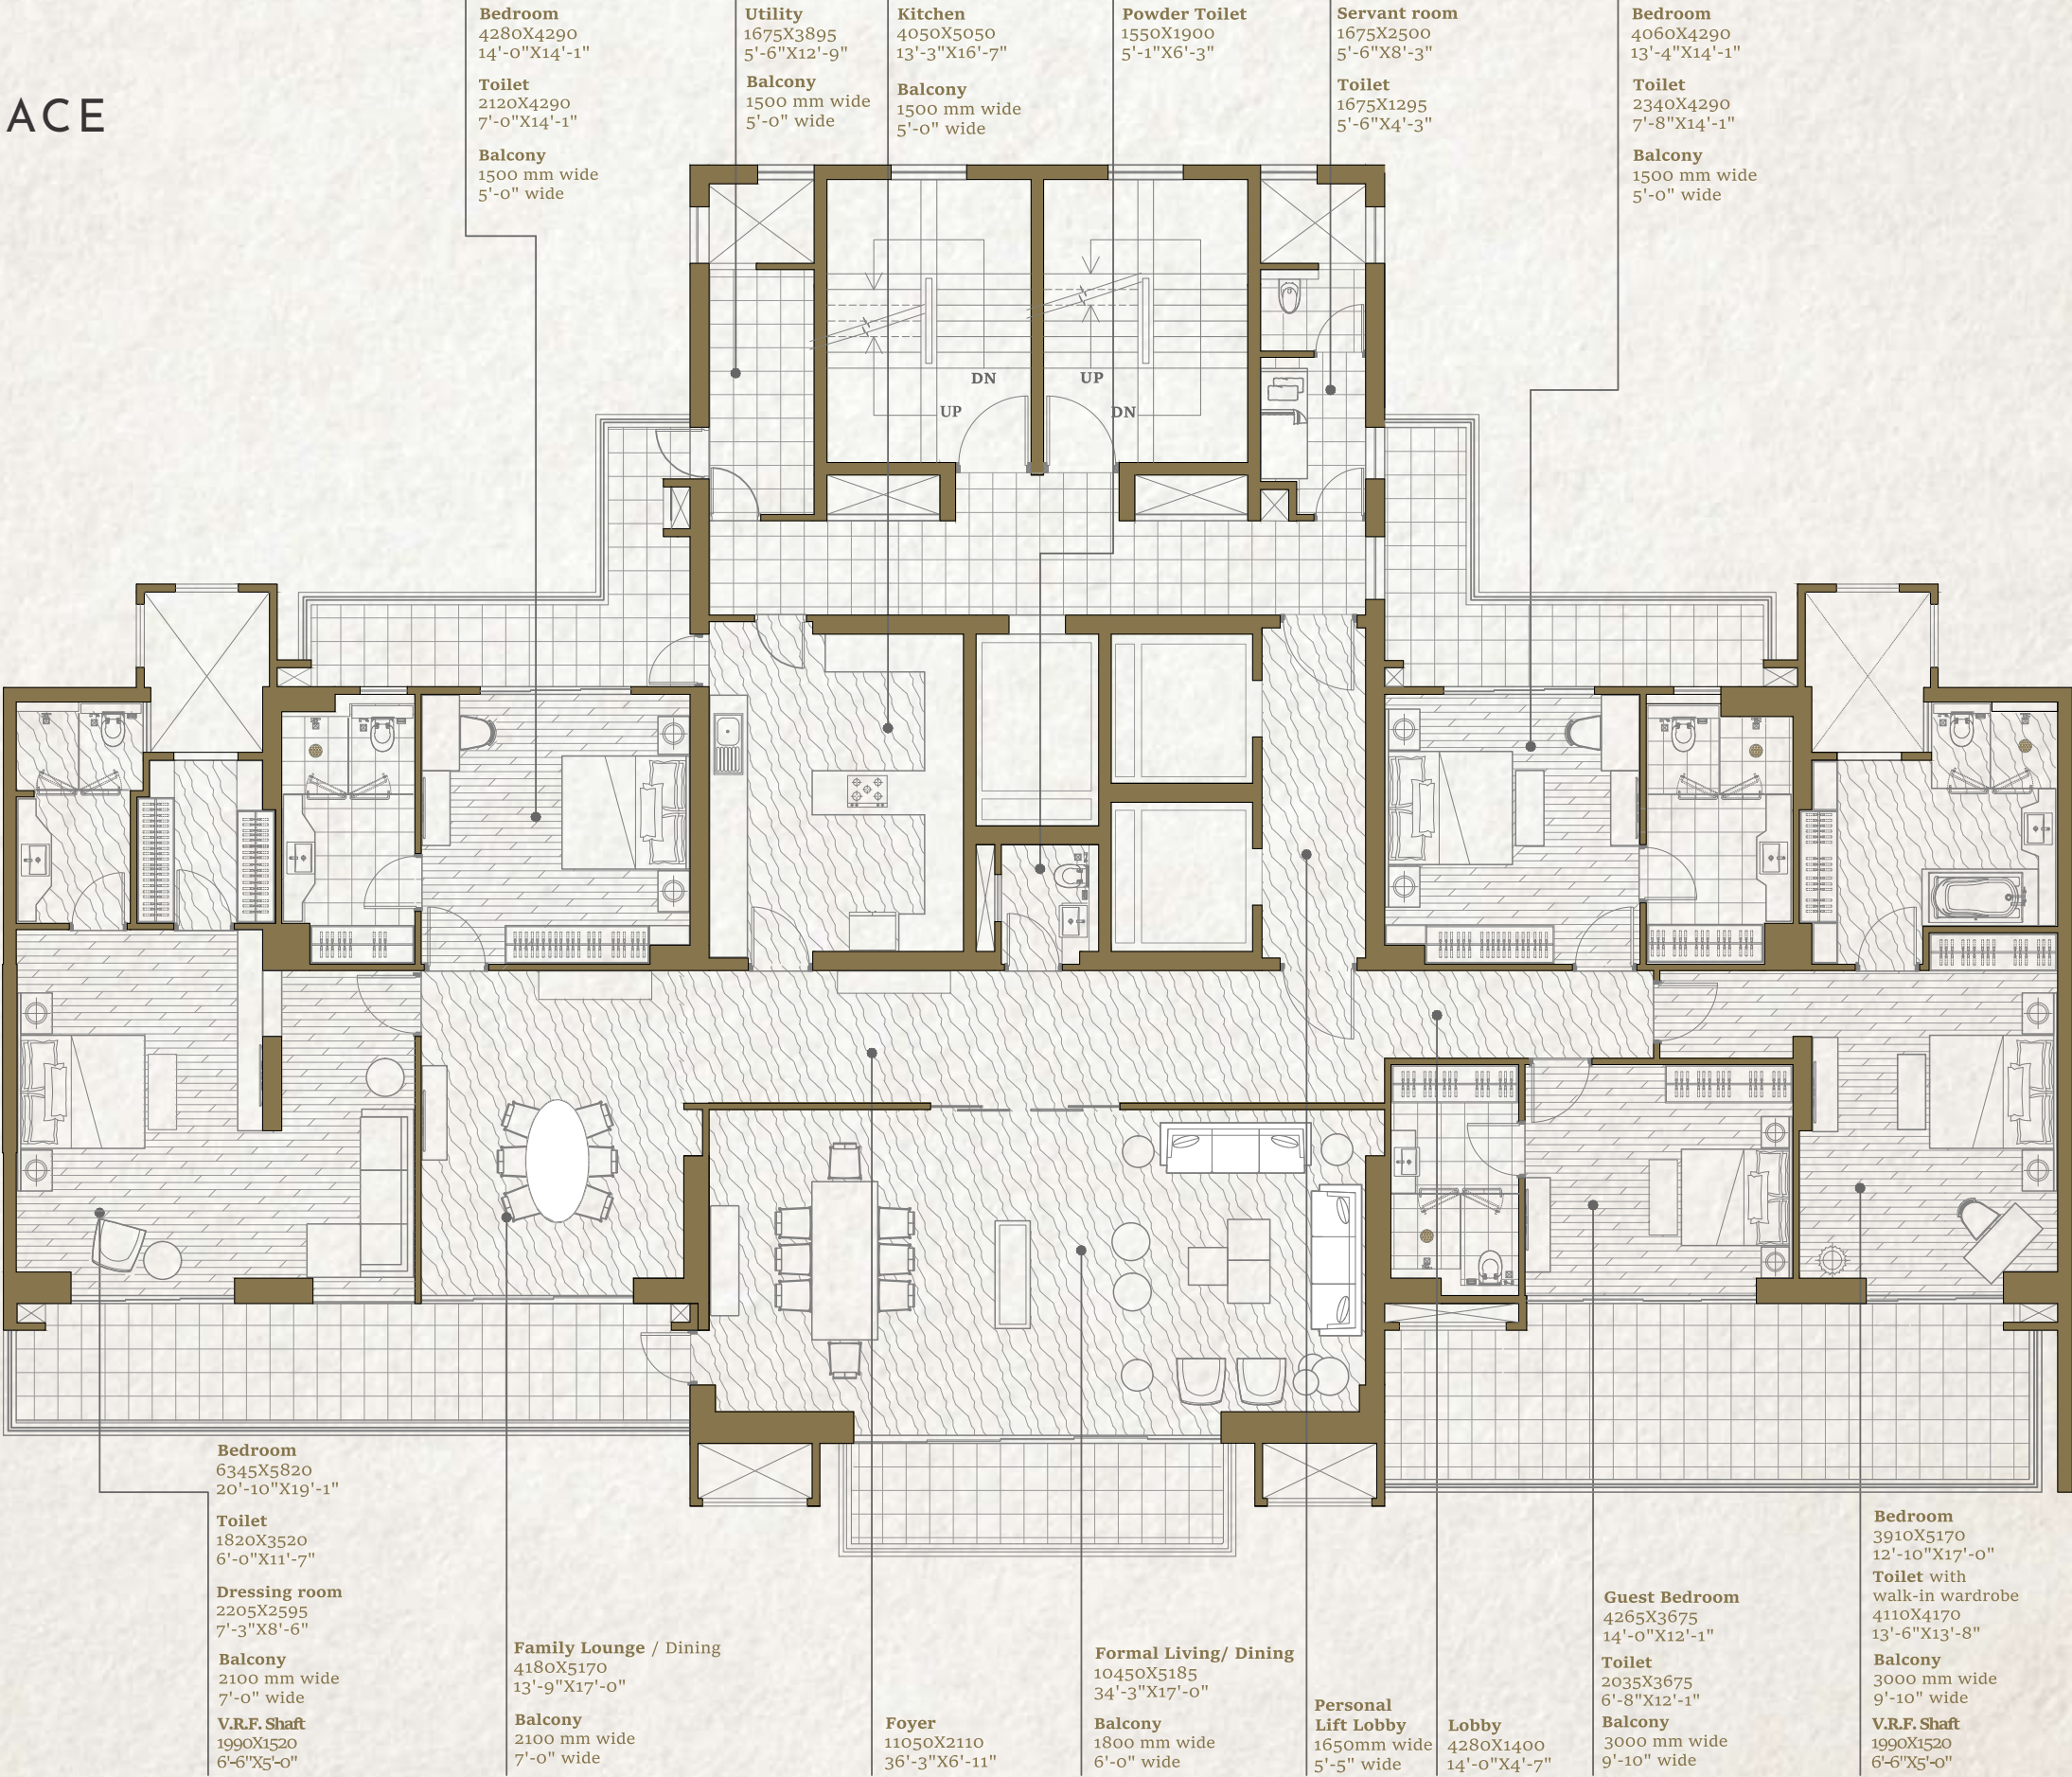 ACE
Bedroom
4280X4290
14'-0"X14'-1"
Toilet
2120X4290
7'-0"X14'-1"
Balcony
1500 mm wide
5'-0" wide
Utility
1675X3895
5'-6"X12'-9"
Balcony
1500 mm wide
5'-0" wide
Kitchen
4050X5050
13'-3"X16'-7"
Balcony
1500 mm wide
5'-0" wide
Powder Toilet
1550X1900
5'-1"X6'-3"
Servant room
1675X2500
5'-6"X8'-3"
Toilet
1675X1295
5'-6"X4'-3"
Bedroom
4060X4290
13'-4"X14'-1"
Toilet
2340X4290
7'-8"X14'-1"
Balcony
1500 mm wide
5'-0" wide
DN
UP
UP
DN
Bedroom
6345X5820
20'-10"X19'-1"
Toilet
1820X3520
6'-0"X11'-7"
Dressing room
2205X2595
7'-3"X8'-6"
Balcony
2100 mm wide
7'-0" wide
V.R.F. Shaft
1990X1520
6'-6"X5'-0"
Family Lounge / Dining
4180X5170
13'-9"X17'-0"
Balcony
2100 mm wide
7'-0" wide
Foyer
11050X2110
36'-3"X6'-11"
Formal Living/ Dining
10450X5185
34'-3"X17'-0"
Balcony
1800 mm wide
6'-0" wide
Personal
Lift Lobby
1650mm wide
5'-5" wide
Lobby
4280X1400
14'-0"X4'-7"
Guest Bedroom
4265X3675
14'-0"X12'-1"
Toilet
2035X3675
6'-8"X12'-1"
Balcony
3000 mm wide
9'-10" wide
Bedroom
3910X5170
12'-10"X17'-0"
Toilet with
walk-in wardrobe
4110X4170
13'-6"X13'-8"
Balcony
3000 mm wide
9'-10" wide
V.R.F. Shaft
1990X1520
6'-6"X5'-0"